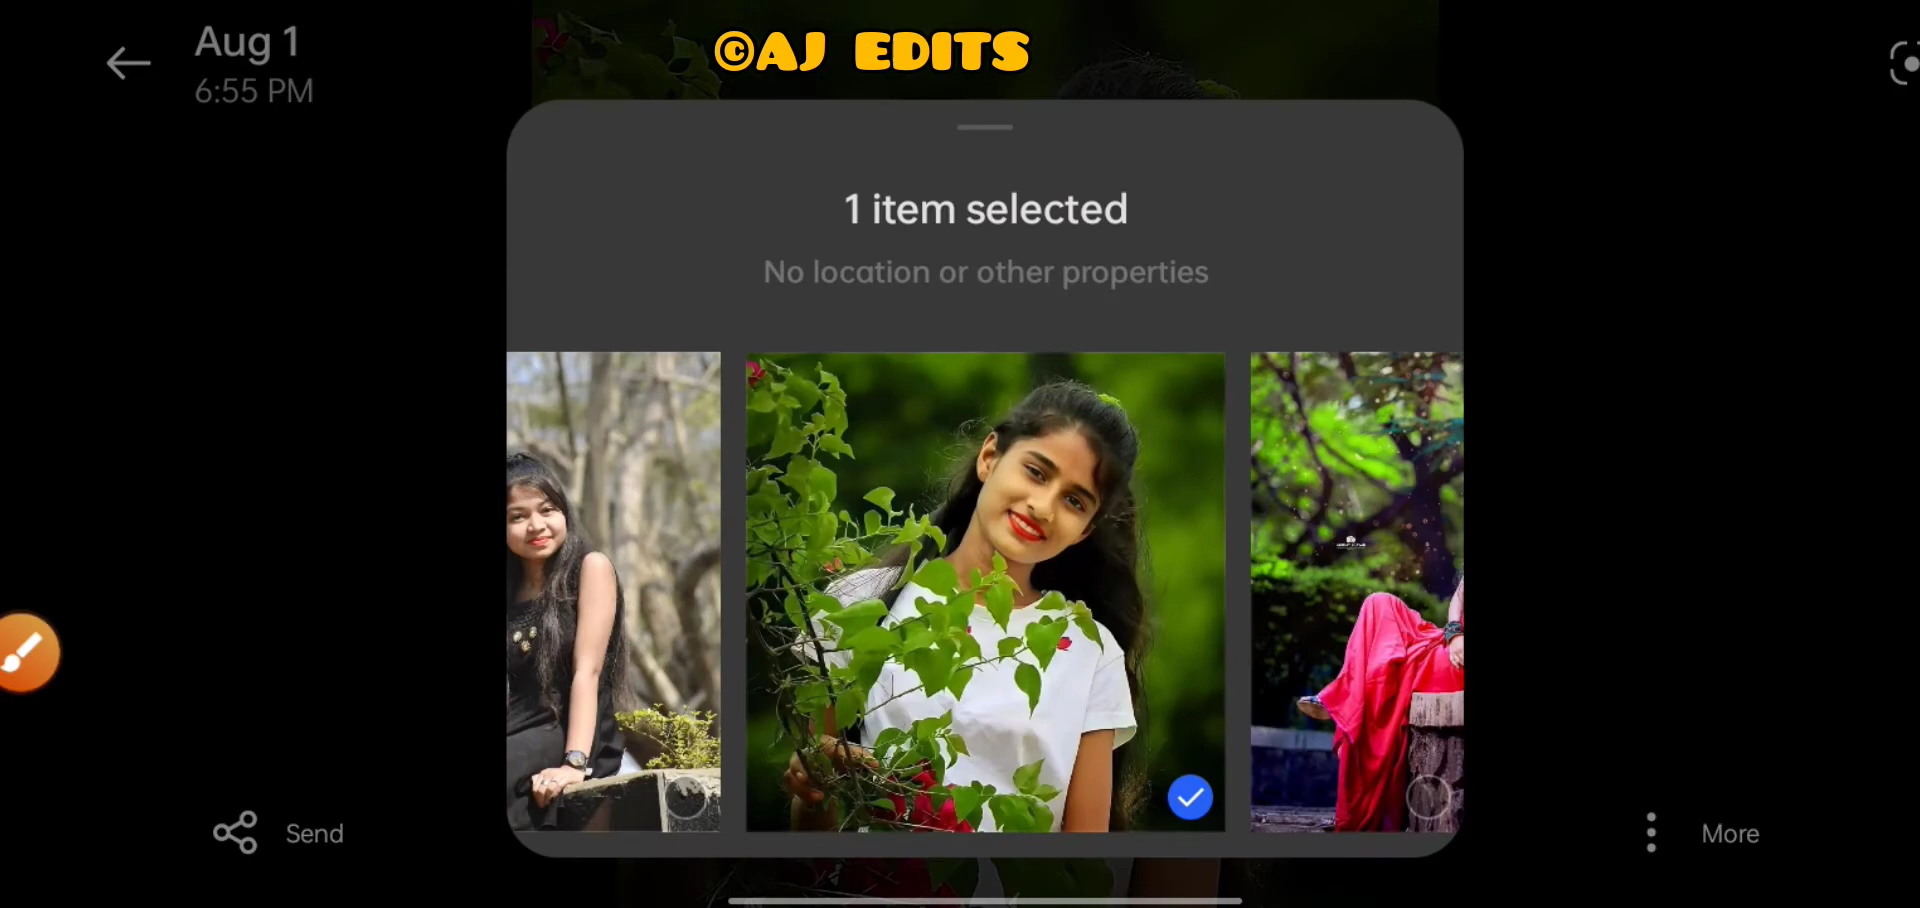 Aug 1
©AJ EDITS
6:55 PM
1 item selected
No location or other properties
Send
More